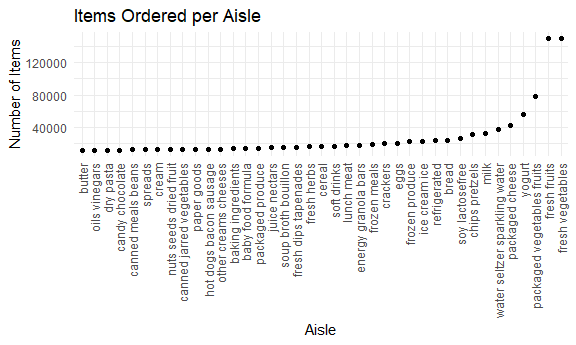 Items Ordered per Aisle
Number of Items
120000
80000
40000
butter
oils vinegars
dry pasta
candy chocolate
canned meals beans
spreads
cream
nuts seeds dried fruit
canned jarred vegetables
paper goods
hot dogs bacon sausage
other creams cheeses
baking ingredients
baby food formula
packaged produce
juice nectars
soup broth bouillon
fresh dips tapenades
fresh herbs
cereal
soft drinks
lunch meat
energy granola bars
frozen meals
crackers
eggs
frozen produce
ice cream ice
refrigerated
bread
soy lactosefree
chips pretzels
milk
water seltzer sparkling water
packaged cheese
yogurt
packaged vegetables fruits
fresh fruits
fresh vegetables
Aisle